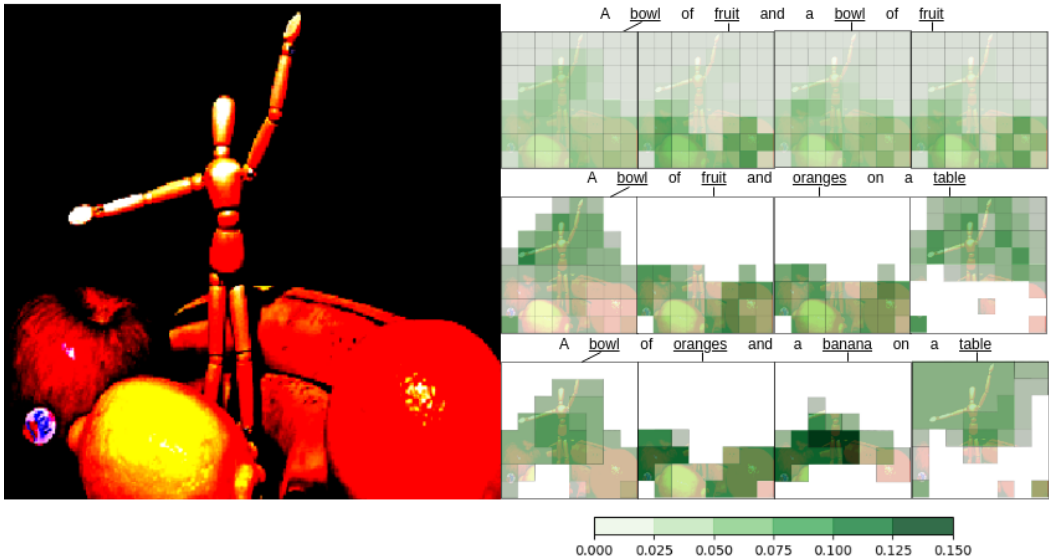 A bowl of fruit and a bowl of fruit
A bowl of fruit and oranges on a table
A bowl of oranges and a banana on a table
0.000 0.025 0.050 0.075 0.100 0.125 0.150